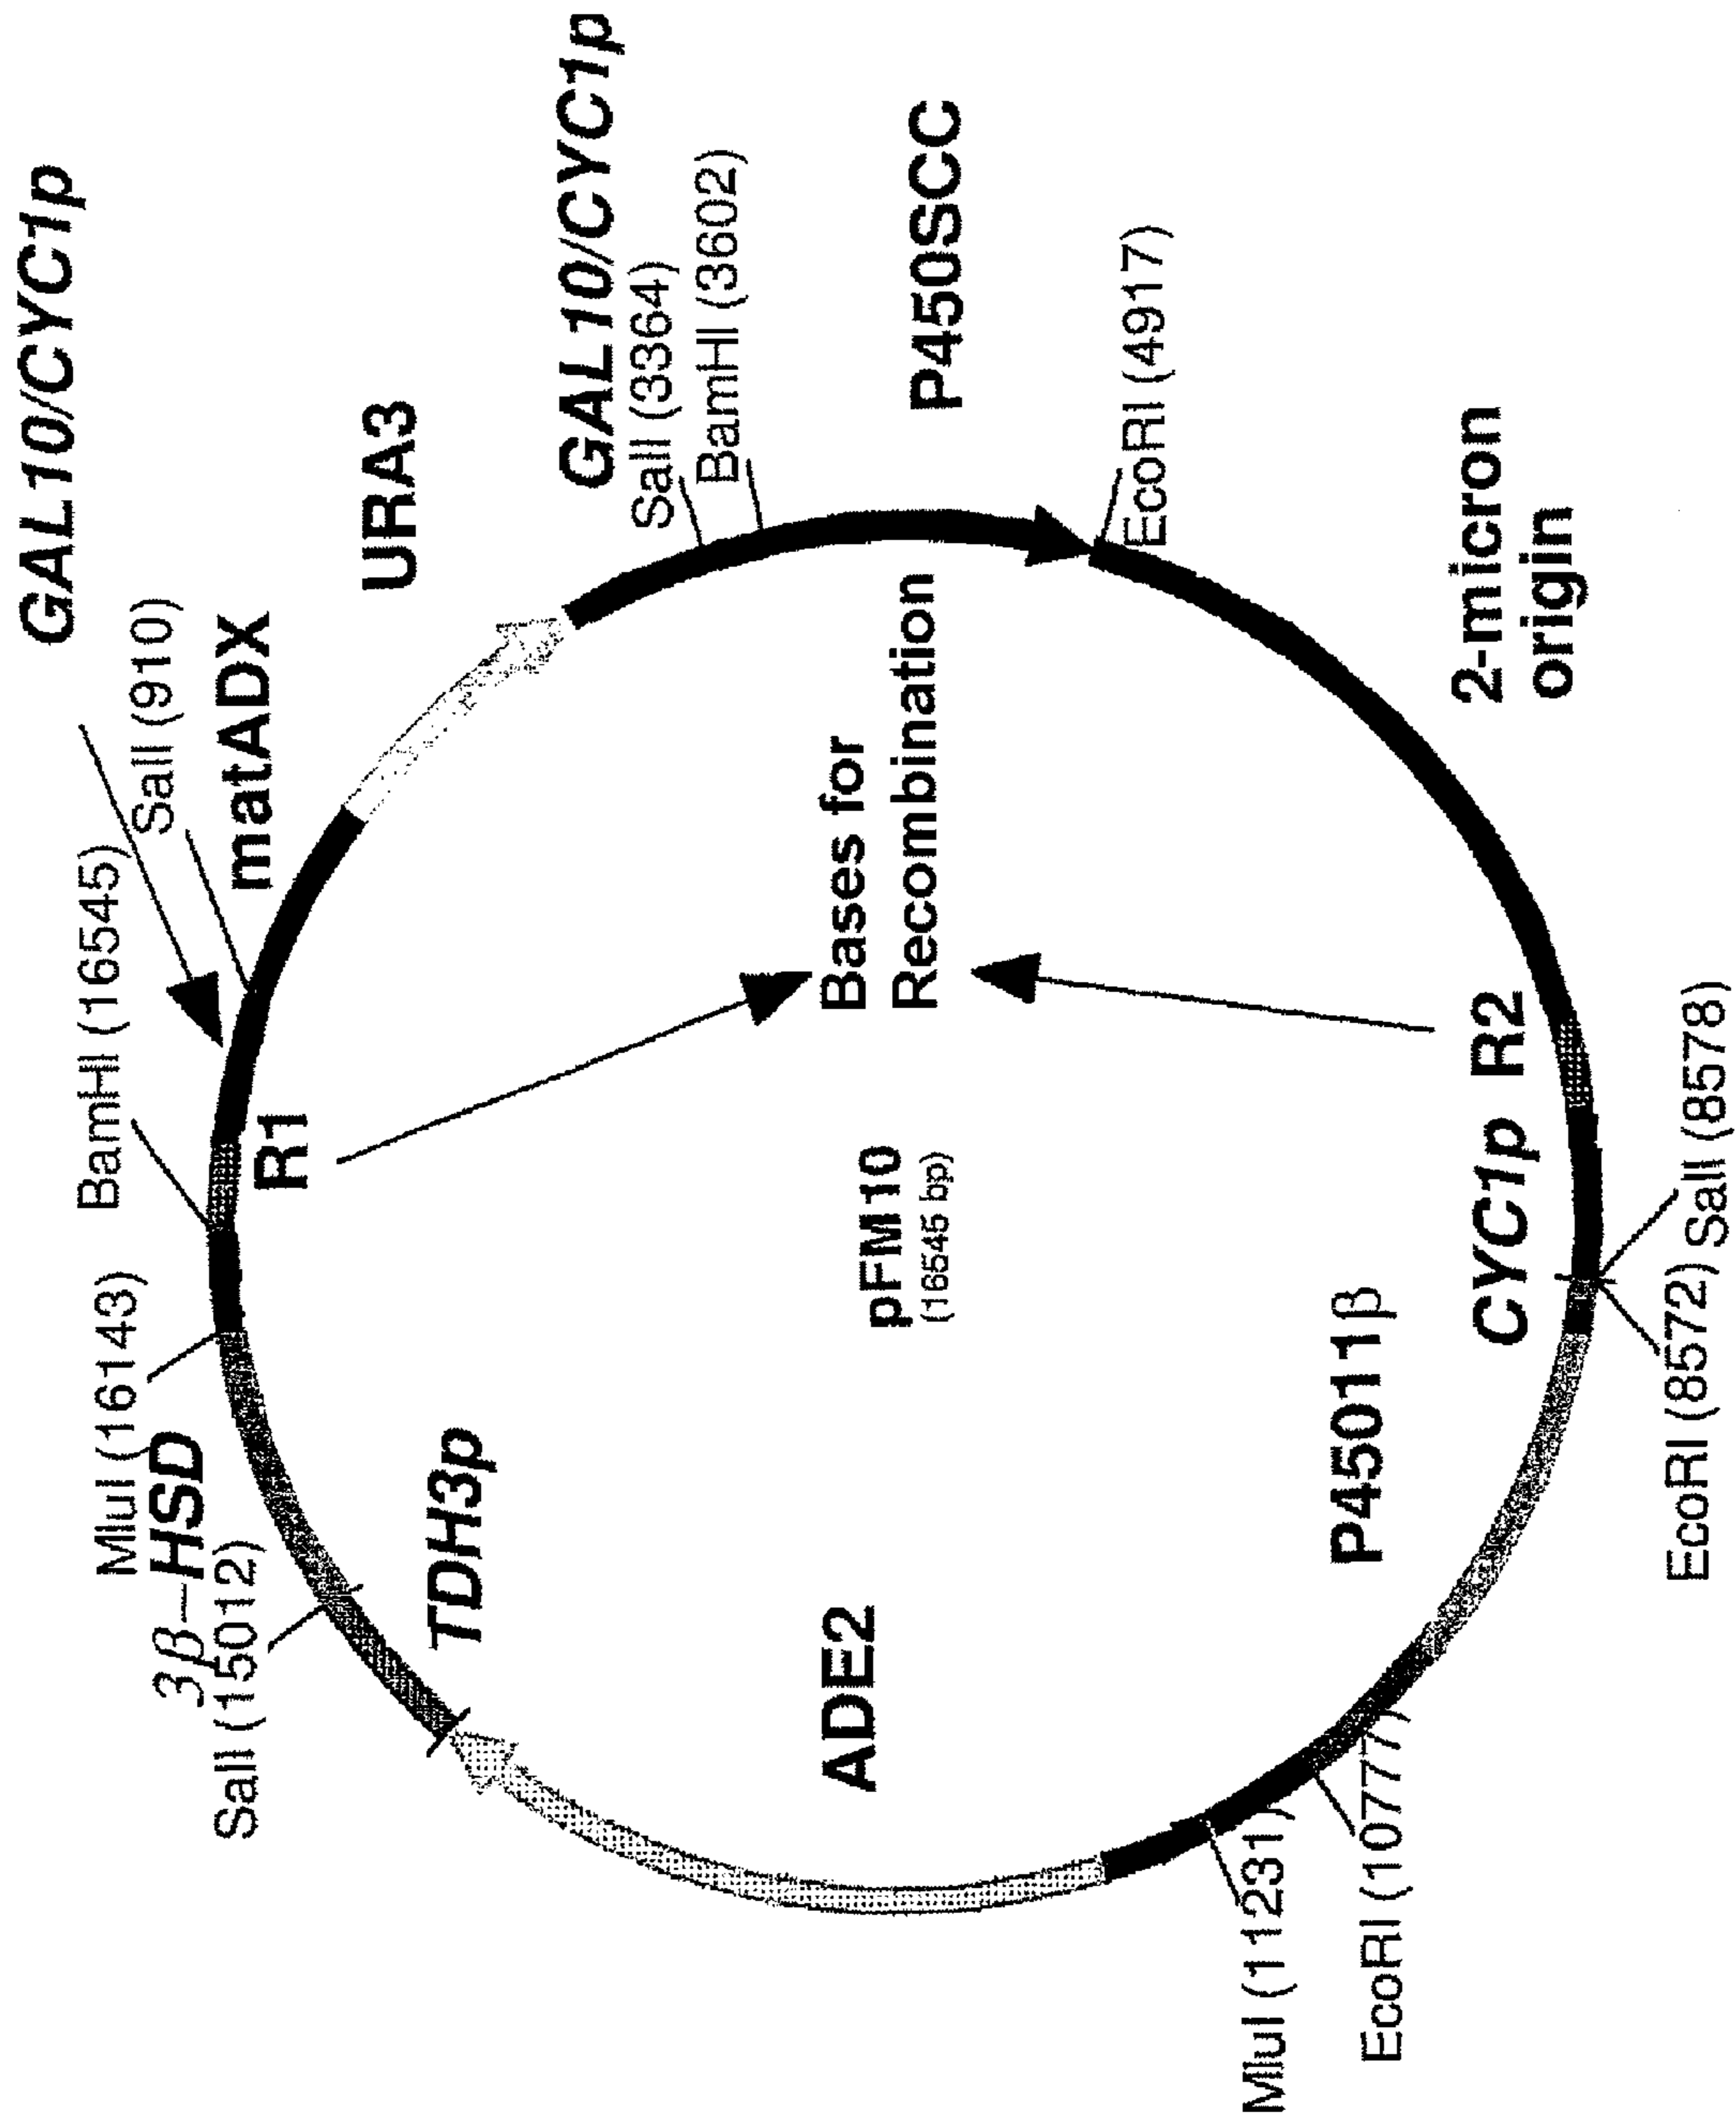 GAL10/CYC1p
SalI (910)
BamHI (16545)
matADX
MluI (16143)
3β–HSD
SalI (15012)
R1
URA3
TDH3p
GAL10/CYC1p
SalI (3364)
BamHI (3602)
Bases for
Recombination
pFM10
(16545 bp)
ADE2
P450SCC
EcoRI (4917)
MluI (11231)
EcoRI (10777)
P45011β
CYC1p R2
2-micron
origin
EcoRI (8572) SalI (8578)